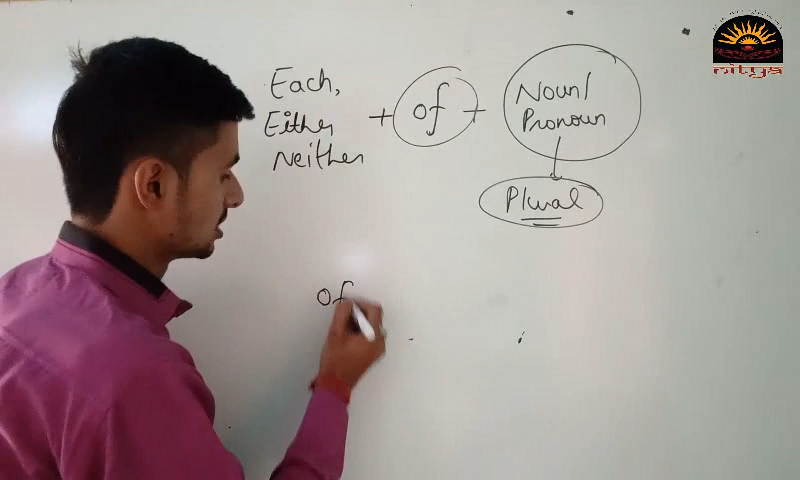 Each,
Either
Neither
+ of +
Noun/
Pronoun
Plural
of
nitya